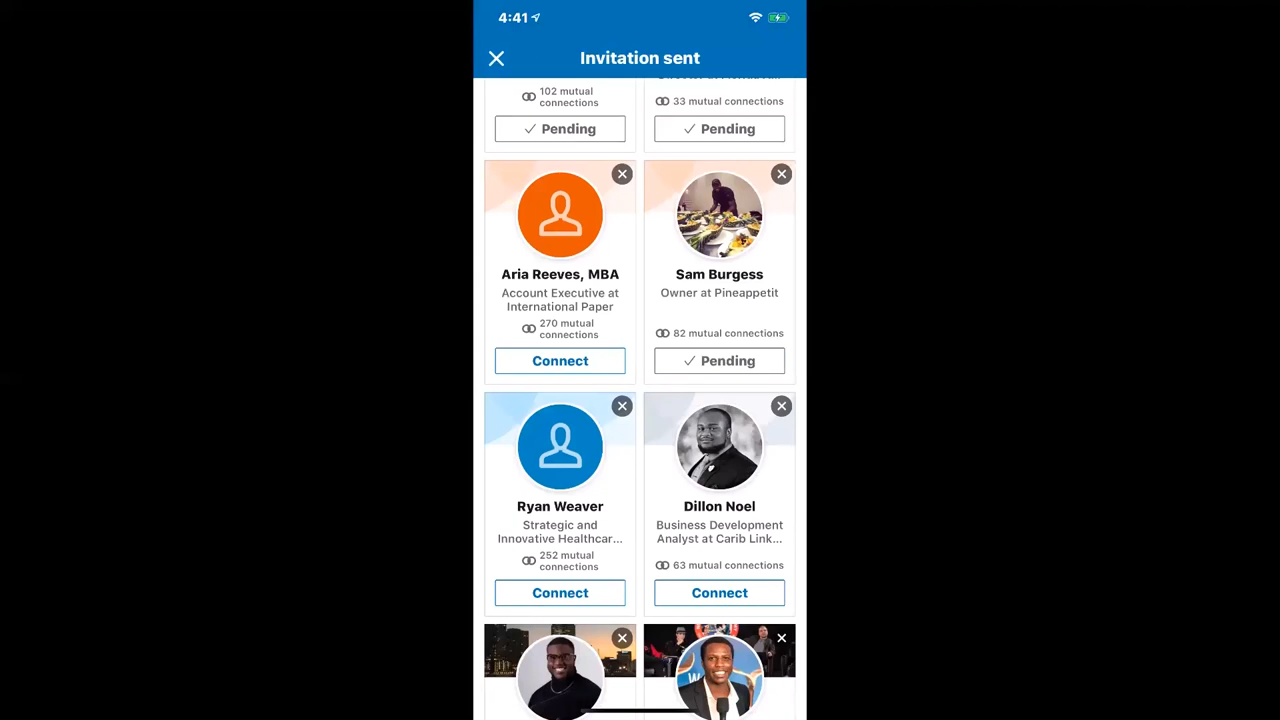 4:41
Invitation sent
102 mutual
connections
33 mutual connections
Pending
Pending
Aria Reeves, MBA
Account Executive at
International Paper
270 mutual
connections
Connect
Sam Burgess
Owner at Pineappetit
82 mutual connections
Pending
Ryan Weaver
Strategic and
Innovative Healthcar...
252 mutual
connections
Connect
Dillon Noel
Business Development
Analyst at Carib Link...
63 mutual connections
Connect